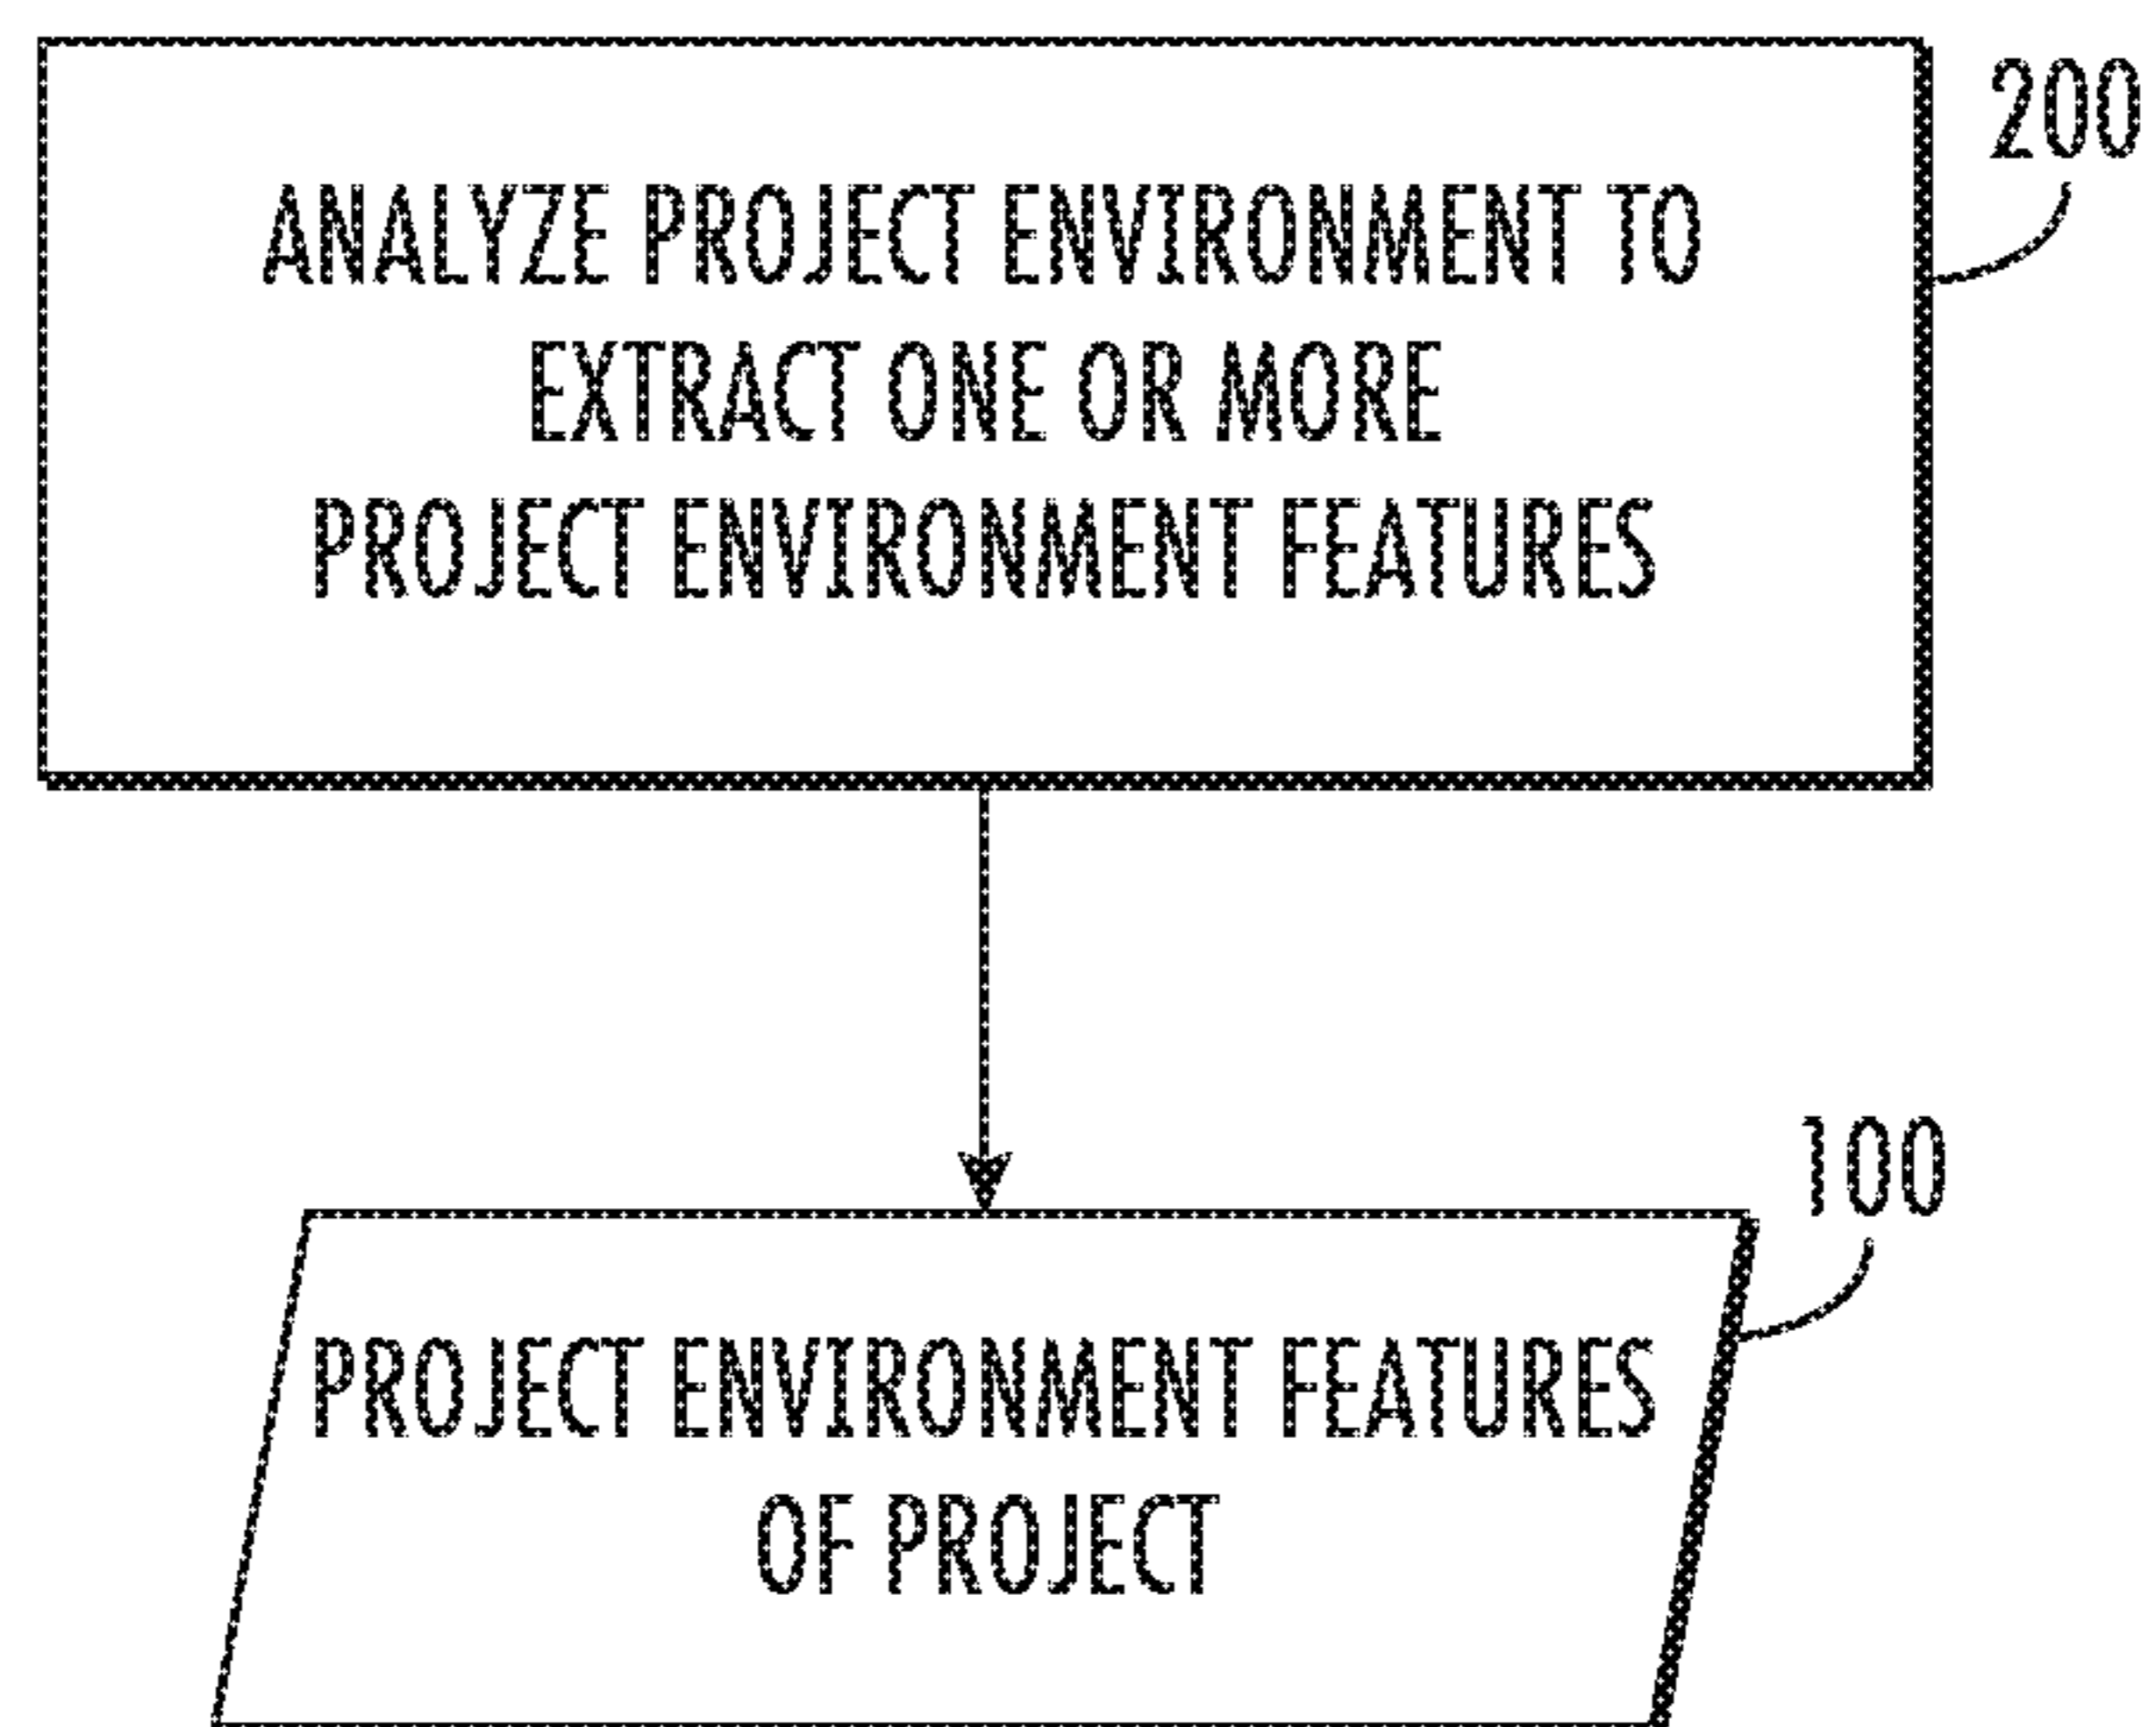 200
ANALYZE PROJECT ENVIRONMENT TO
EXTRACT ONE OR MORE
PROJECT ENVIRONMENT FEATURES
100
PROJECT ENVIRONMENT FEATURES
OF PROJECT